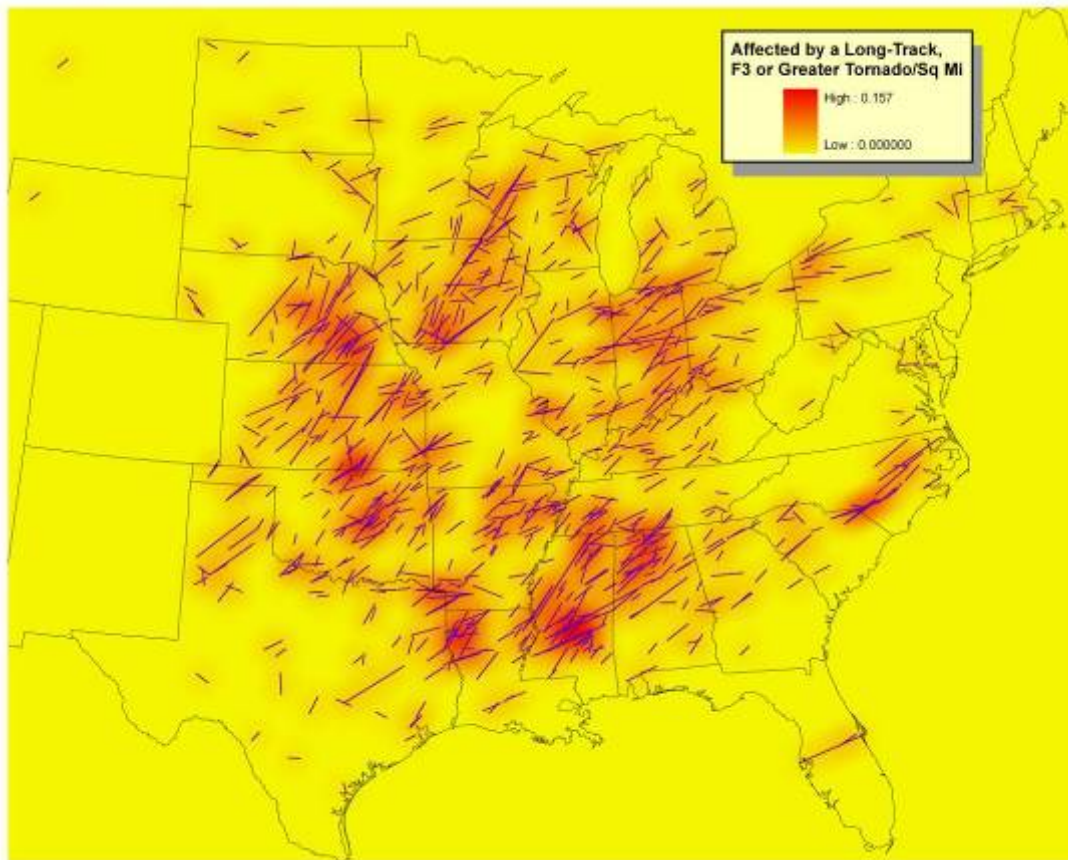 Affected by a Long-Track,
F3 or Greater Tornado/Sq Mi
High : 0.157
Low : 0.000000